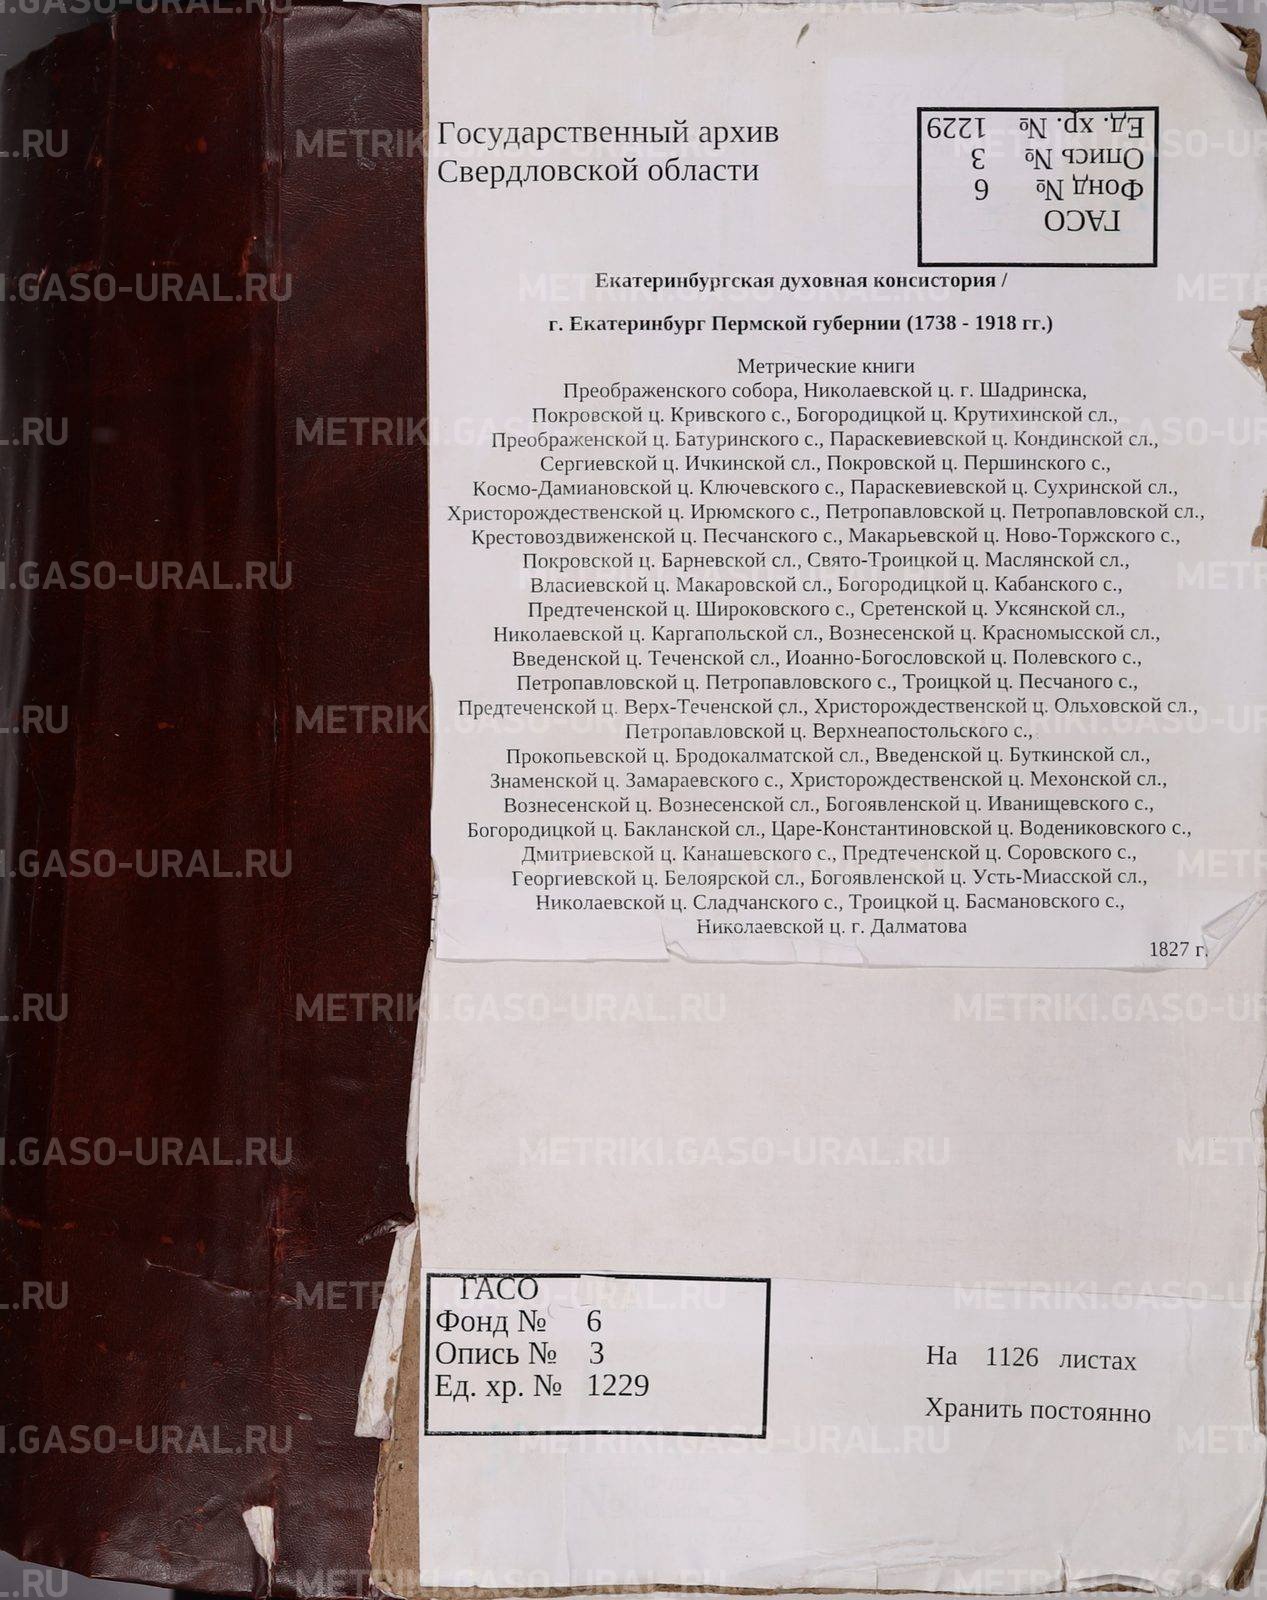 Государственный архив
Свердловской области
ГАСО
Фонд № 6
Опись № 3
Ед. хр. № 1229
Екатеринбургская духовная консистория /
г. Екатеринбург Пермской губернии (1738 - 1918 гг.)
Метрические книги
Преображенского собора, Николаевской ц. г. Шадринска,
Покровской ц. Кривского с., Богородицкой ц. Крутихинской сл.,
Преображенской ц. Батуринского с., Параскевиевской ц. Кондинской сл.,
Сергиевской ц. Ичкинской сл., Покровской ц. Першинского с.,
Космо-Дамиановской ц. Ключевского с., Параскевиевской ц. Сухринской сл.,
Христорождественской ц. Ирюмского с., Петропавловской ц. Петропавловской сл.,
Крестовоздвиженской ц. Песчанского с., Макарьевской ц. Ново-Торжского с.,
Покровской ц. Барневской сл., Свято-Троицкой ц. Маслянской сл.,
Власиевской ц. Макаровской сл., Богородицкой ц. Кабанского с.,
Предтеченской ц. Широковского с., Сретенской ц. Уксянской сл.,
Николаевской ц. Каргапольской сл., Вознесенской ц. Красномысской сл.,
Введенской ц. Теченской сл., Иоанно-Богословской ц. Полевского с.,
Петропавловской ц. Петропавловского с., Троицкой ц. Песчаного с.,
Предтеченской ц. Верх-Теченской сл., Христорождественской ц. Ольховской сл.,
Петропавловской ц. Верхнеапостольского с.,
Прокопьевской ц. Бродокалматской сл., Введенской ц. Буткинской сл.,
Знаменской ц. Замараевского с., Христорождественской ц. Мехонской сл.,
Вознесенской ц. Вознесенской сл., Богоявленской ц. Иванищевского с.,
Богородицкой ц. Бакланской сл., Царе-Константиновской ц. Водениковского с.,
Дмитриевской ц. Канашевского с., Предтеченской ц. Соровского с.,
Георгиевской ц. Белоярской сл., Богоявленской ц. Усть-Миасской сл.,
Николаевской ц. Сладчанского с., Троицкой ц. Басмановского с.,
Николаевской ц. г. Далматова
1827 г.
ГАСО
Фонд № 6
Опись № 3
Ед. хр. № 1229
На 1126 листах
Хранить постоянно
METRIKI.GASO-URAL.RU